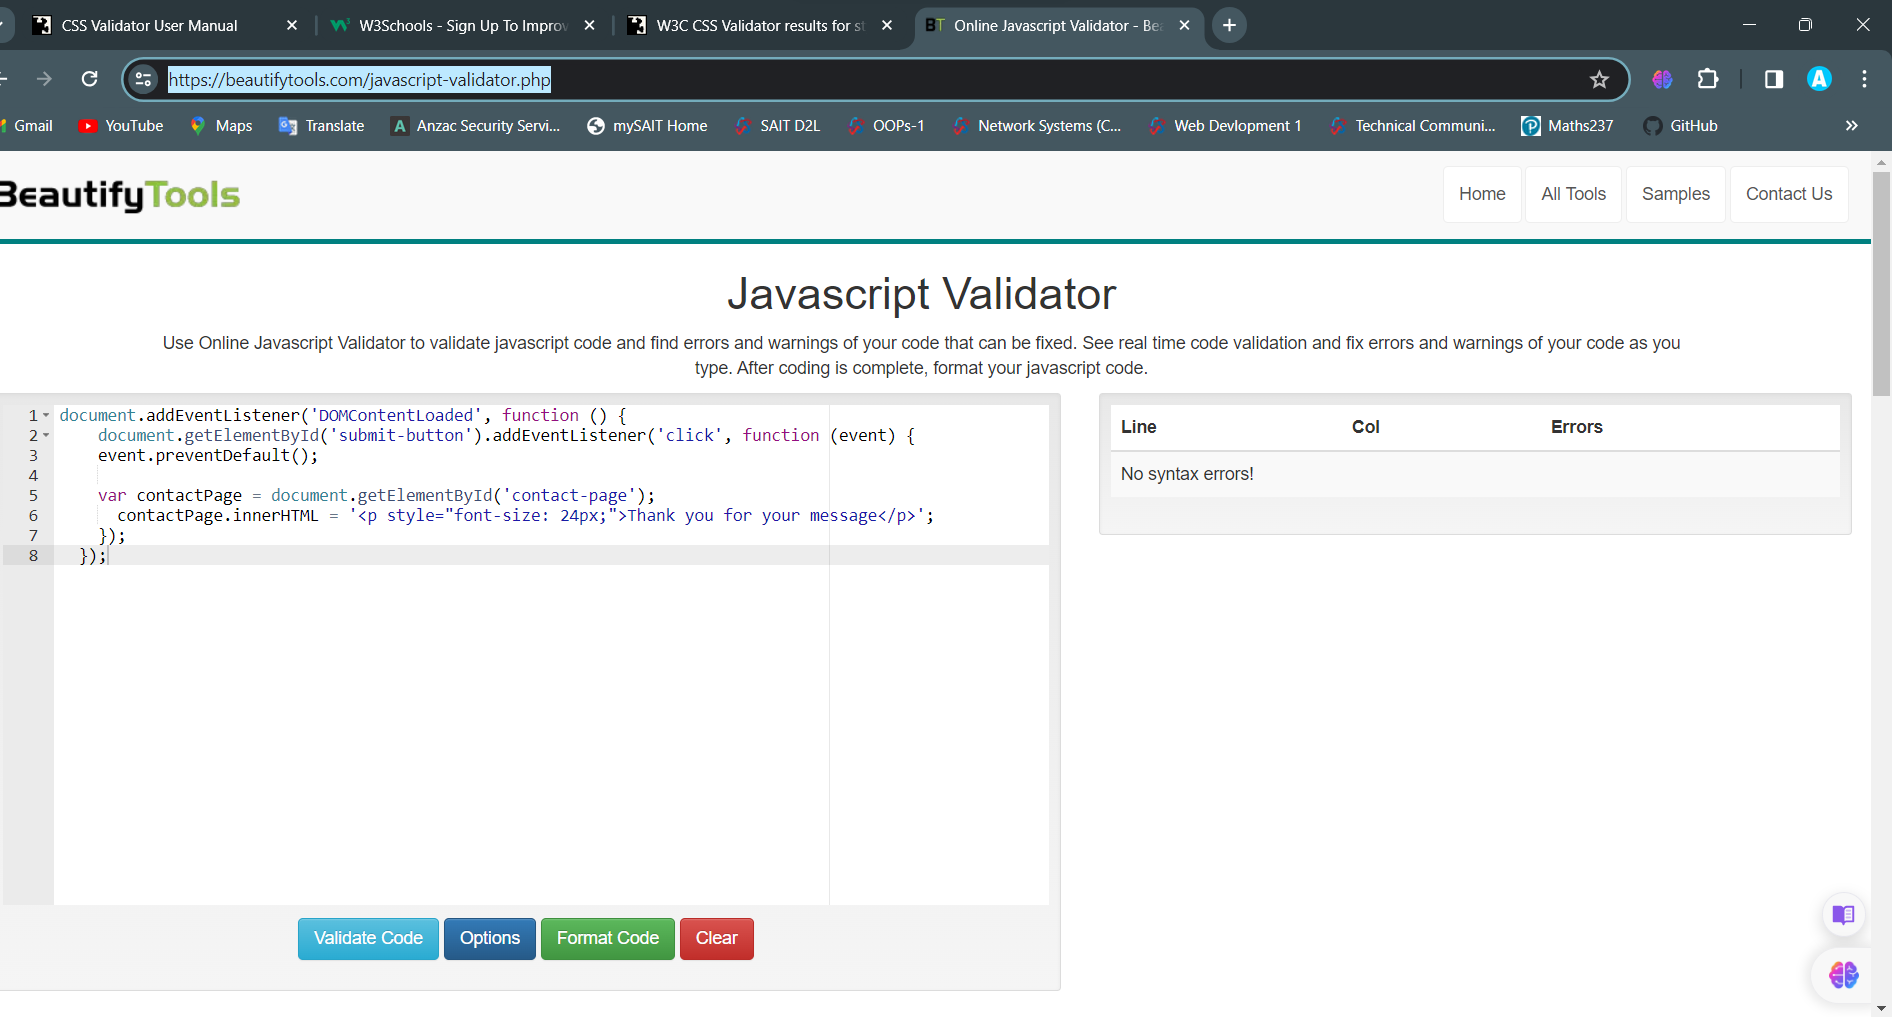 CSS Validator User Manual
W3Schools - Sign Up To Improv
W3C CSS Validator results for st
BT Online Javascript Validator - Bea
https://beautifytools.com/javascript-validator.php
A
Gmail
YouTube
Maps
Translate
A Anzac Security Servi...
mySAIT Home
SAIT D2L
OOPs-1
Network Systems (C...
Web Devlopment 1
Technical Communi...
Maths237
GitHub
BeautifyTools
Home
All Tools
Samples
Contact Us
Javascript Validator
Use Online Javascript Validator to validate javascript code and find errors and warnings of your code that can be fixed. See real time code validation and fix errors and warnings of your code as you
type. After coding is complete, format your javascript code.
1 document.addEventListener('DOMContentLoaded', function () {
2 document.getElementById('submit-button').addEventListener('click', function (event) {
3 event.preventDefault();
4
5 var contactPage = document.getElementById('contact-page');
6 contactPage.innerHTML = '<p style="font-size: 24px;">Thank you for your message</p>';
7 });
8 });
Line Col Errors
No syntax errors!
Validate Code
Options
Format Code
Clear